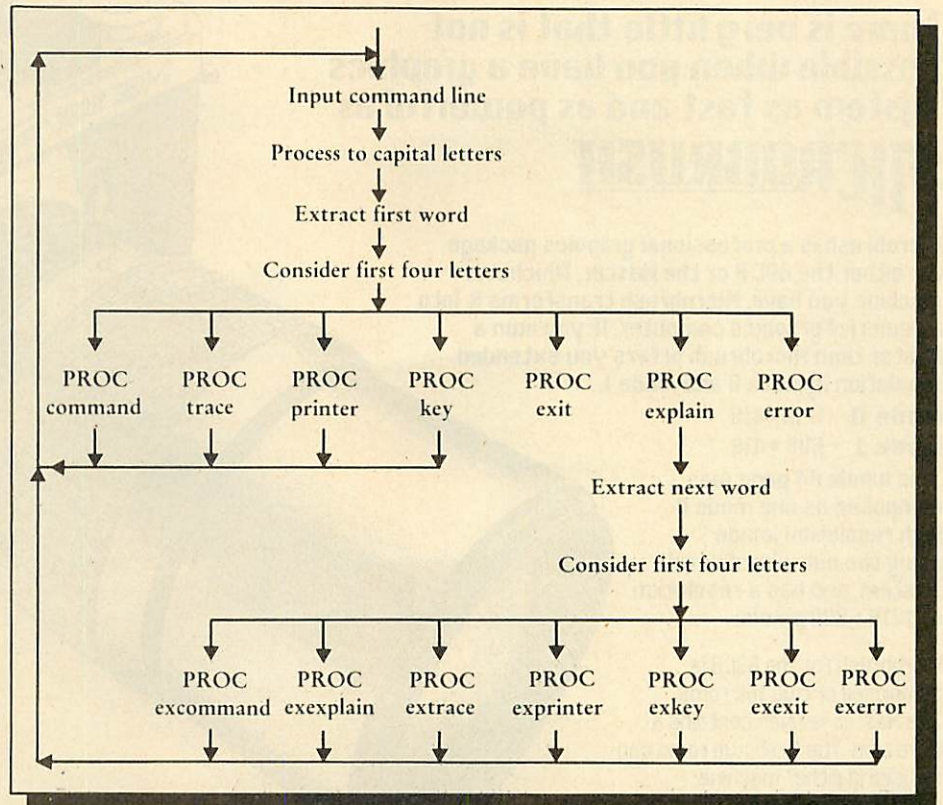 Input command line
Process to capital letters
Extract first word
Consider first four letters
PROC command
PROC trace
PROC printer
PROC key
PROC exit
PROC explain
PROC error
Extract next word
Consider first four letters
PROC excommand
PROC exexplain
PROC extrace
PROC exprinter
PROC exkey
PROC exexit
PROC exerror